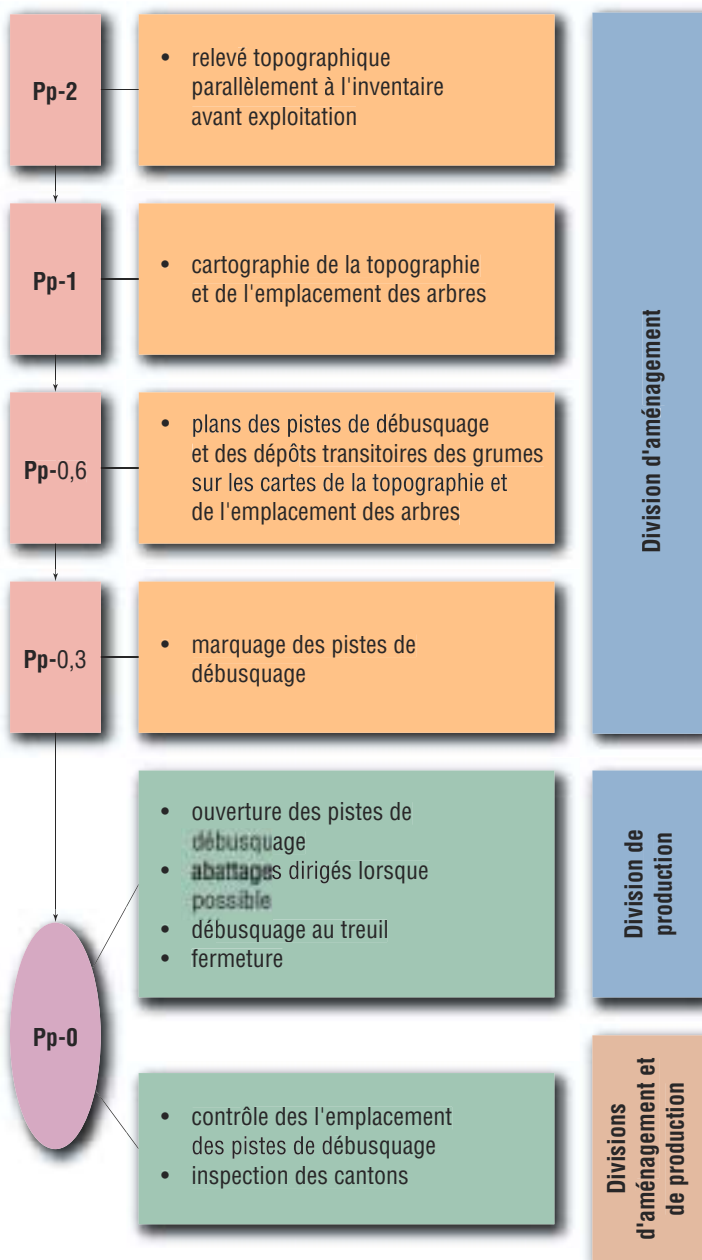 Pp-2
• relevé topographique
parallèlement à l'inventaire
avant exploitation
Pp-1
• cartographie de la topographie
et de l'emplacement des arbres
Pp-0,6
• plans des pistes de débusquage
et des dépôts transitoires des grumes
sur les cartes de la topographie et
de l'emplacement des arbres
Pp-0,3
• marquage des pistes de
débusquage
Division d'aménagement
Pp-0
• ouverture des pistes de
débusquage
• abattages dirigés lorsque
possible
• débusquage au treuil
• fermeture
Division de
production
• contrôle des l'emplacement
des pistes de débusquage
• inspection des cantons
Divisions
d'aménagement et
de production